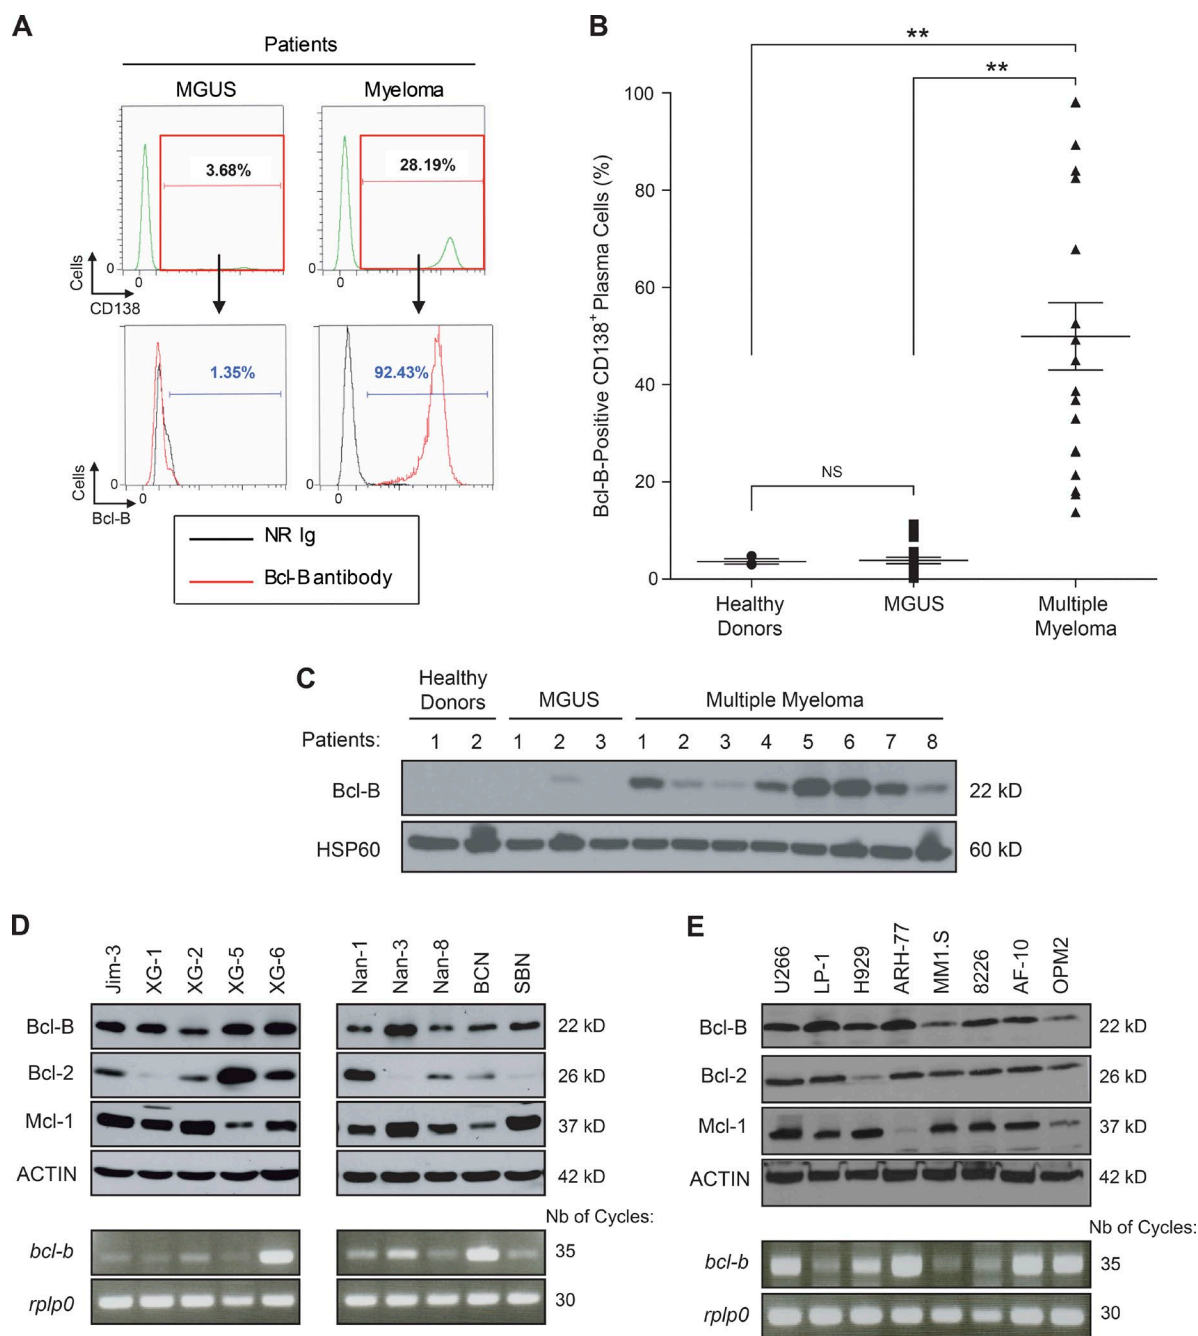 A
Patients
MGUS Myeloma
3.68% 28.19%
Cells
0 0
0 0
CD138
1.35% 92.43%
Cells
0 0
0 0
Bcl-B
NR Ig
Bcl-B antibody
B
**
**
NS
Bcl-B-Positive CD138+ Plasma Cells (%)
100
80
60
40
20
0
Healthy
Donors
MGUS
Multiple
Myeloma
C
Healthy
Donors
MGUS
Multiple Myeloma
Patients: 1 2 1 2 3 1 2 3 4 5 6 7 8
Bcl-B 22 kD
HSP60 60 kD
D
Jim-3 XG-1 XG-2 XG-5 XG-6 Nan-1 Nan-3 Nan-8 BCN SBN
Bcl-B 22 kD
Bcl-2 26 kD
Mcl-1 37 kD
ACTIN 42 kD
Nb of Cycles:
bcl-b 35
rplp0 30
E
U266 LP-1 H929 ARH-77 MM1.S 8226 AF-10 OPM2
Bcl-B 22 kD
Bcl-2 26 kD
Mcl-1 37 kD
ACTIN 42 kD
Nb of Cycles:
bcl-b 35
rplp0 30